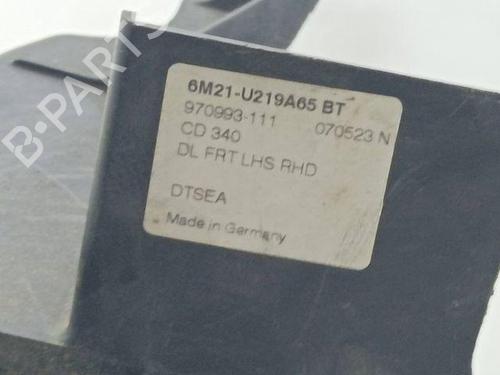 6M21-U219A65 BT
970993-111 070523 N
CD 340
DL FRT LHS RHD
DTSEA
Made in Germany
B-PARTS